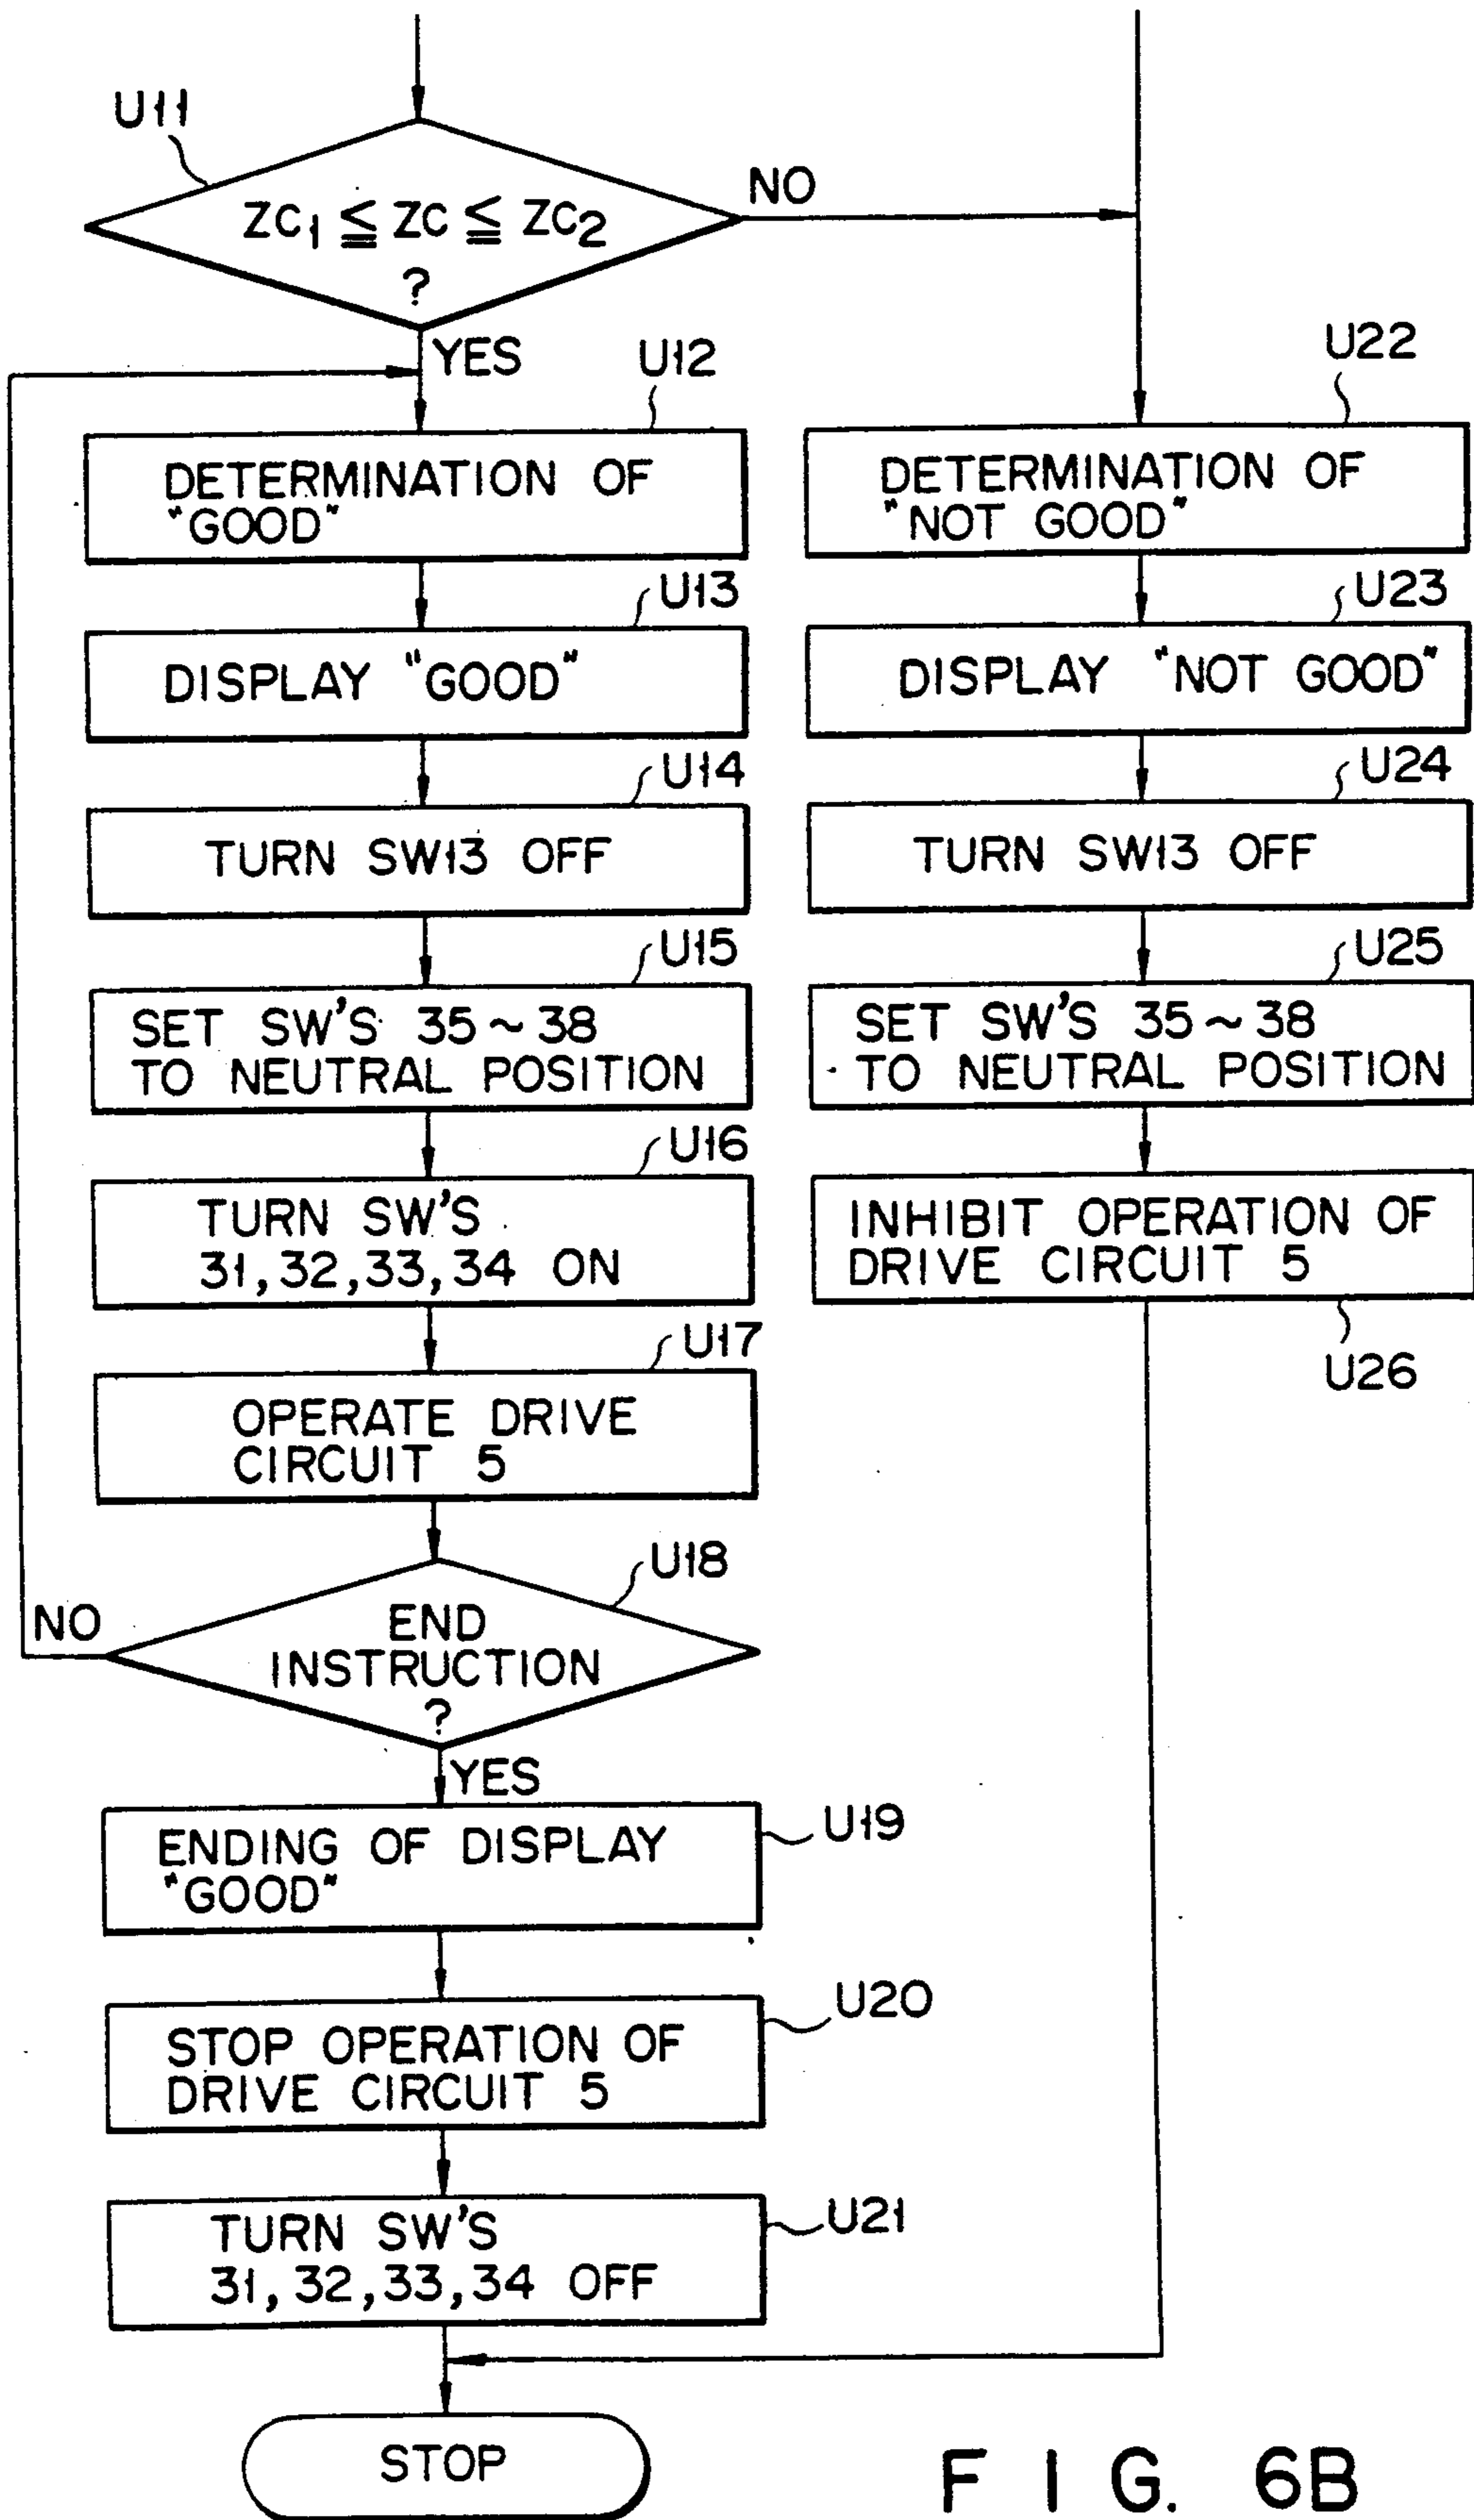 U11
ZC1 ≦ ZC ≦ ZC2
?
NO
YES
U12
DETERMINATION OF
"GOOD"
U13
DISPLAY "GOOD"
U14
TURN SW13 OFF
U15
SET SW'S 35~38
TO NEUTRAL POSITION
U16
TURN SW'S
31,32,33,34 ON
U17
OPERATE DRIVE
CIRCUIT 5
U18
END
INSTRUCTION
?
NO
YES
U19
ENDING OF DISPLAY
"GOOD"
U20
STOP OPERATION OF
DRIVE CIRCUIT 5
U21
TURN SW'S
31,32,33,34 OFF
STOP
U22
DETERMINATION OF
"NOT GOOD"
U23
DISPLAY "NOT GOOD"
U24
TURN SW13 OFF
U25
SET SW'S 35~38
TO NEUTRAL POSITION
INHIBIT OPERATION OF
DRIVE CIRCUIT 5
U26
FIG. 6B